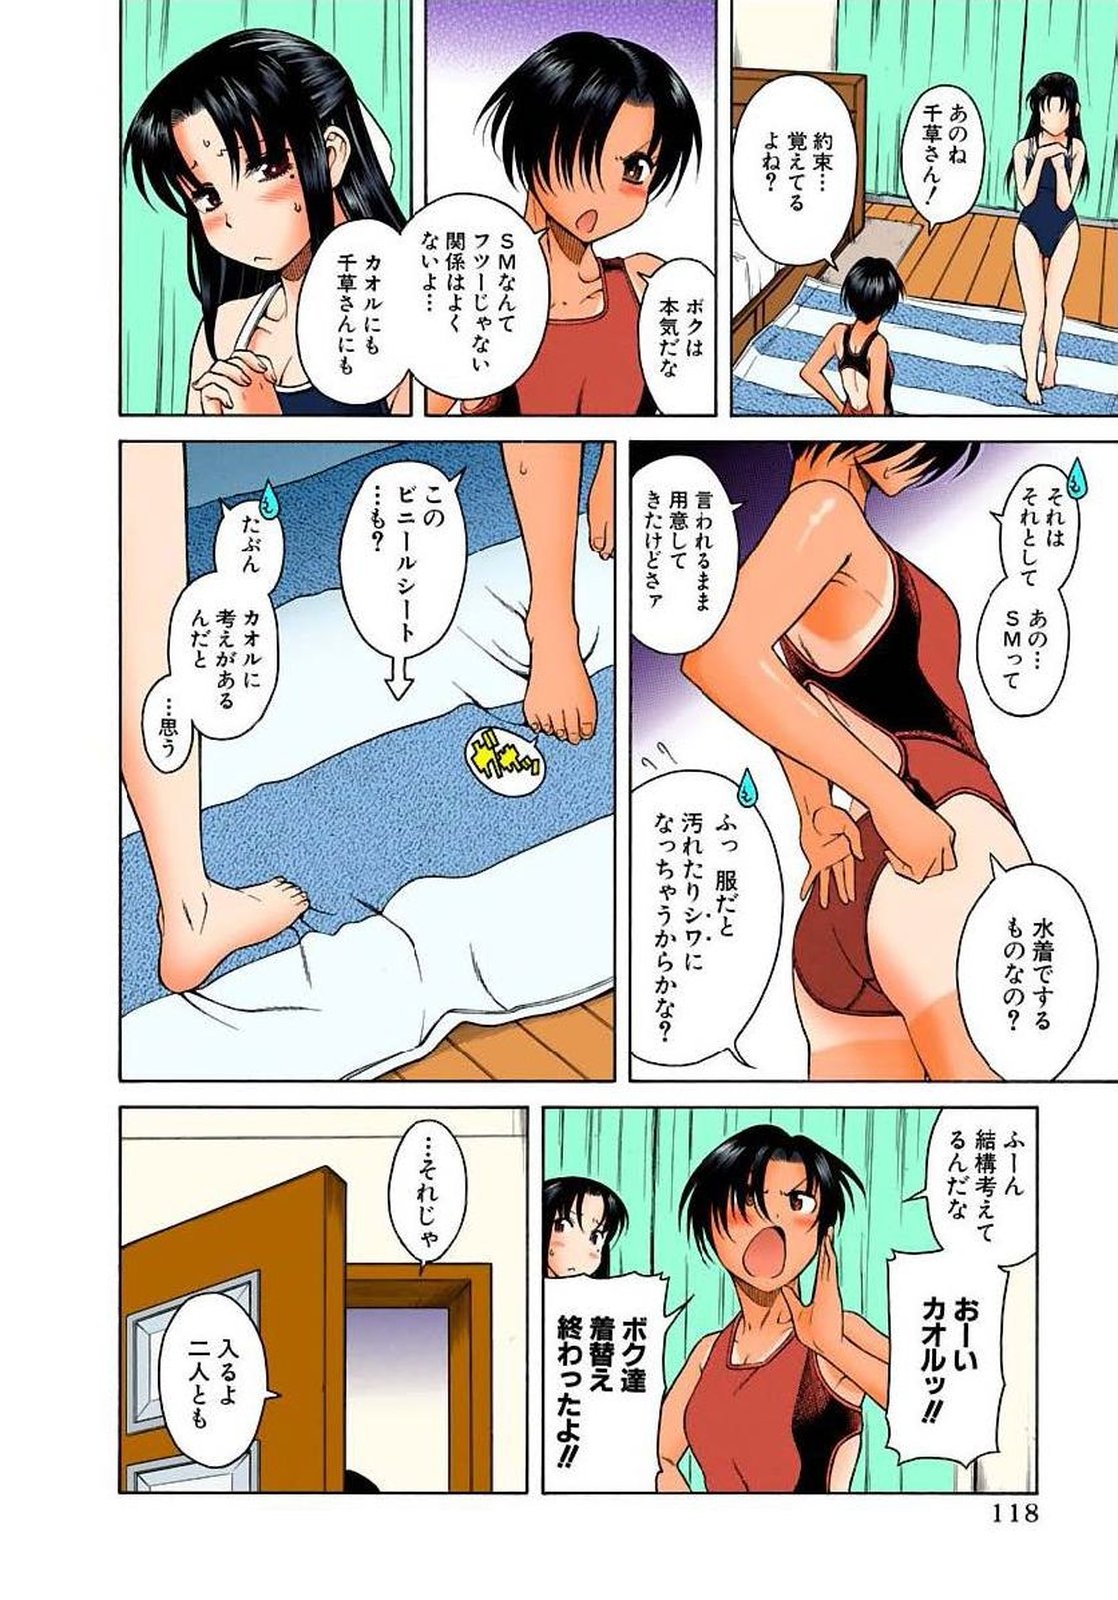 あのね
千草さん！
約束…
覚えてる
よね？
ボクは
本気だな
ＳＭなんて
フツーじゃない
関係はよく
ないよ…
カオルにも
千草さんにも
それは
それとして
あの…
ＳＭって
水着でする
ものなの？
言われるまま
用意して
きたけどさァ
ふっ 服だと
汚れたりシワに
なっちゃうからかな？
この
ビニールシート
…も？
ガサッ
たぶん
カオルに
考えがある
んだと
…思う
ふーん
結構考えて
るんだな
おーい
カオルッ!!
ボク達
着替え
終わったよ!!
…それじゃ
入るよ
二人とも
118